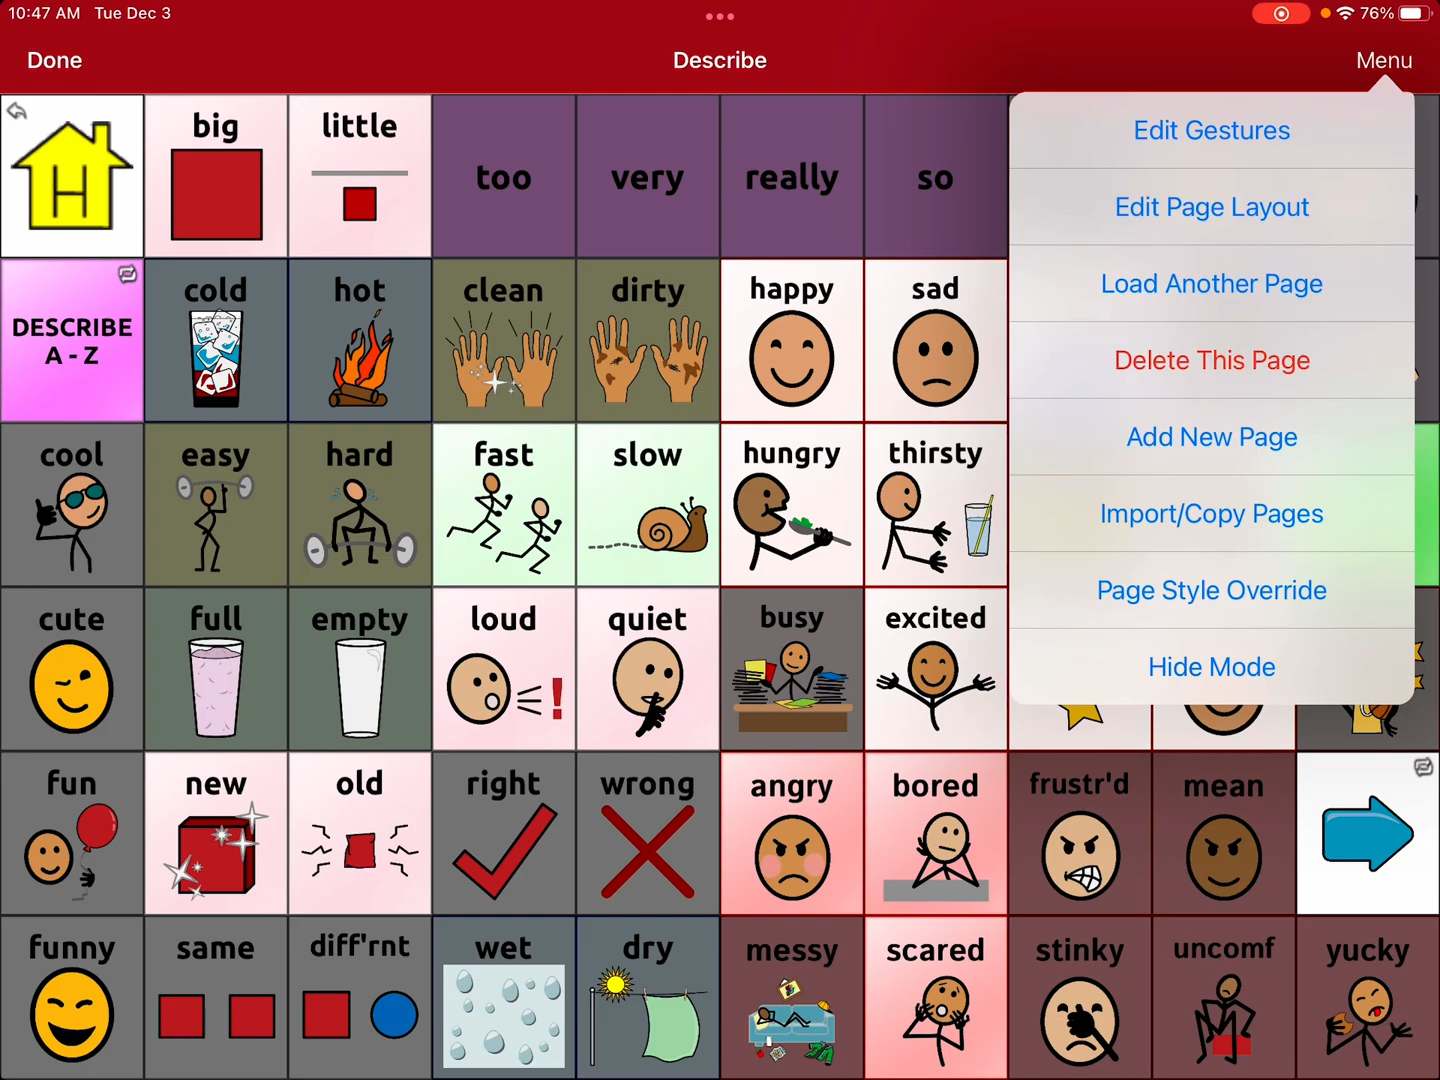 10:47 AM Tue Dec 3
76%
Done
Describe
Menu
H
big
little
too
very
really
so
DESCRIBE
A - Z
cold
hot
clean
dirty
happy
sad
cool
easy
hard
fast
slow
hungry
thirsty
cute
full
empty
loud
quiet
busy
excited
fun
new
old
right
wrong
angry
bored
frustr'd
mean
funny
same
diff'rnt
wet
dry
messy
scared
stinky
uncomf
yucky
Edit Gestures
Edit Page Layout
Load Another Page
Delete This Page
Add New Page
Import/Copy Pages
Page Style Override
Hide Mode